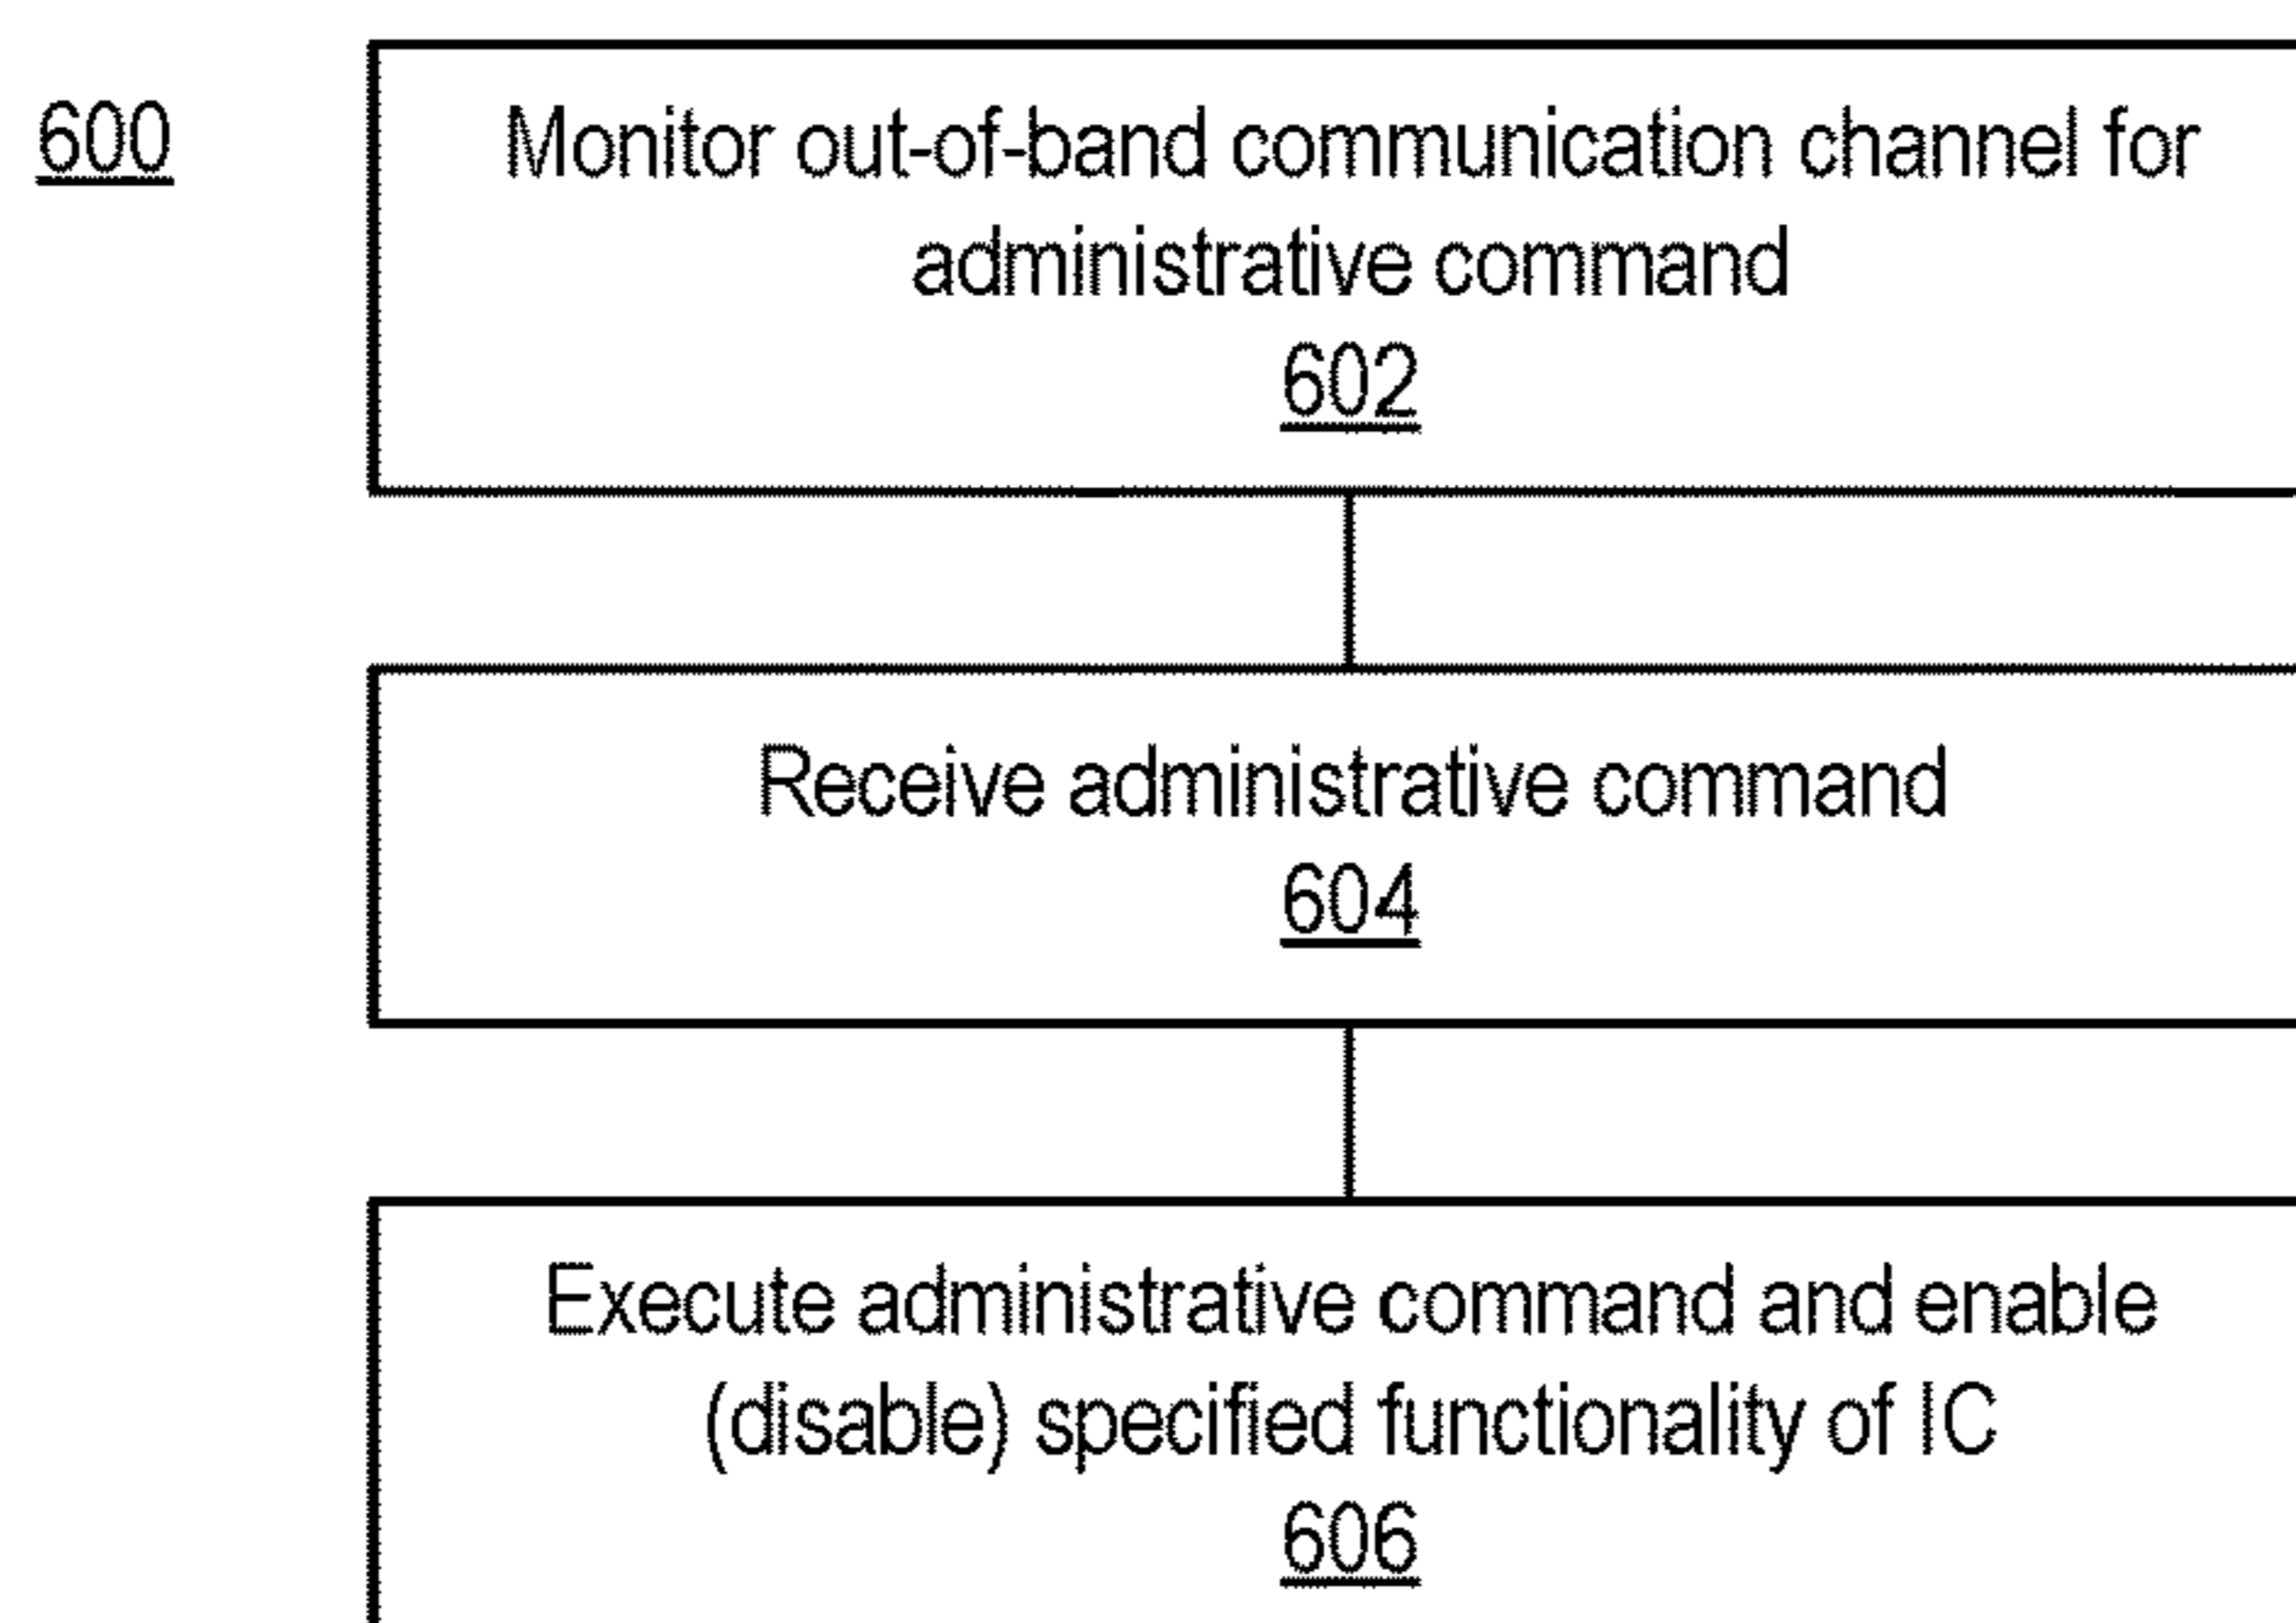 600
Monitor out-of-band communication channel for
administrative command
602
Receive administrative command
604
Execute administrative command and enable
(disable) specified functionality of IC
606